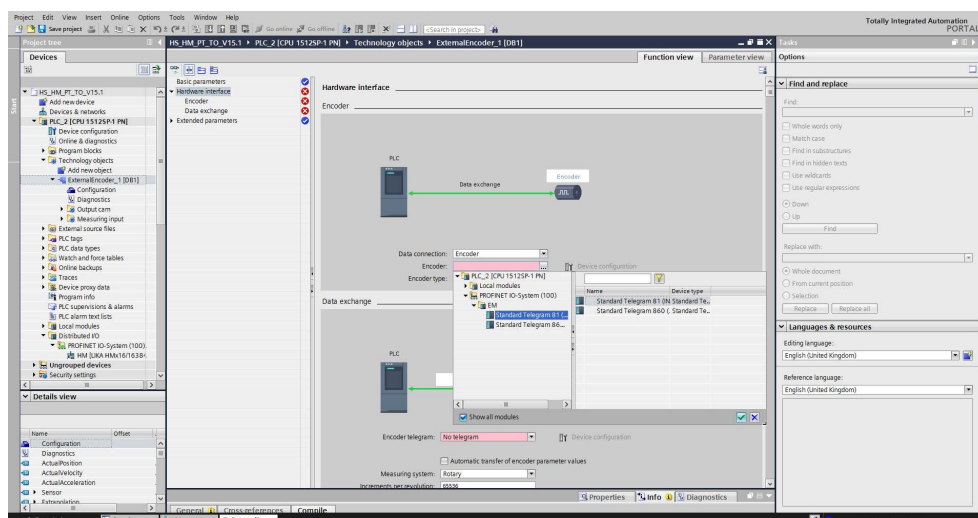 Project Edit View Insert Online Options Tools Window Help
Totally Integrated Automation
PORTAL
Save project Go online Go offline <Search in project>
Project tree
HS_HM_PT_TO_V15.1 PLC_2 [CPU 1512SP-1 PN] Technology objects ExternalEncoder_1 [DB1]
Tasks
Devices
Function view Parameter view
Options
Start
HS_HM_PT_TO_V15.1
Add new device
Devices & networks
PLC_2 [CPU 1512SP-1 PN]
Device configuration
Online & diagnostics
Program blocks
Technology objects
Add new object
ExternalEncoder_1 [DB1]
Configuration
Diagnostics
Output cam
Measuring input
External source files
PLC tags
PLC data types
Watch and force tables
Online backups
Traces
Device proxy data
Program info
PLC supervisions & alarms
PLC alarm text lists
Local modules
Distributed I/O
PROFINET IO-System (100)
HM [LIKA HMx16/1638
Ungrouped devices
Security settings
Details view
Name Offset
Configuration
Diagnostics
ActualPosition
ActualVelocity
ActualAcceleration
Sensor
Extrapolation
Basic parameters
Hardware interface
Encoder
Data exchange
Extended parameters
Hardware interface
Encoder
PLC
Data exchange
Encoder
Data connection: Encoder
Encoder: Device configuration
Encoder type:
PLC_2 [CPU 1512SP-1 PN]
Local modules
PROFINET IO-System (100)
EM
Standard Telegram 81 (...
Standard Telegram 86...
Name Device type
Standard Telegram 81 (IN Standard Te..
Standard Telegram 860 (. Standard Te..
Show all modules
Data exchange
PLC
Encoder telegram: No telegram Device configuration
Automatic transfer of encoder parameter values
Measuring system: Rotary
Increments per revolution: 65536
Properties Info Diagnostics
General Cross-references Compile
Find and replace
Find:
Whole words only
Match case
Find in substructures
Find in hidden texts
Use wildcards
Use regular expressions
Down
Up
Find
Replace with:
Whole document
From current position
Selection
Replace Replace all
Languages & resources
Editing language:
English (United Kingdom)
Reference language:
English (United Kingdom)